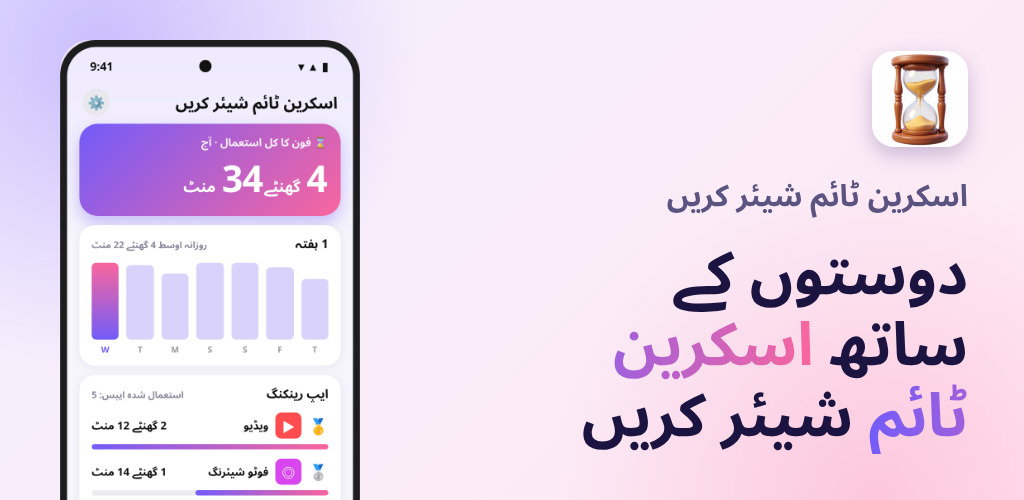 اسکرین ٹائم شیئر کریں
دوستوں کے
ساتھ اسکرین
ٹائم شیئر کریں
9:41
اسکرین ٹائم شیئر کریں
فون کا کل استعمال · آج
4 گھنٹے 34 منٹ
1 ہفتہ
روزانہ اوسط 4 گھنٹے 22 منٹ
W T M S S F T
ایپ رینکنگ
استعمال شدہ ایپس: 5
ویڈیو
2 گھنٹے 12 منٹ
فوٹو شیئرنگ
1 گھنٹے 14 منٹ